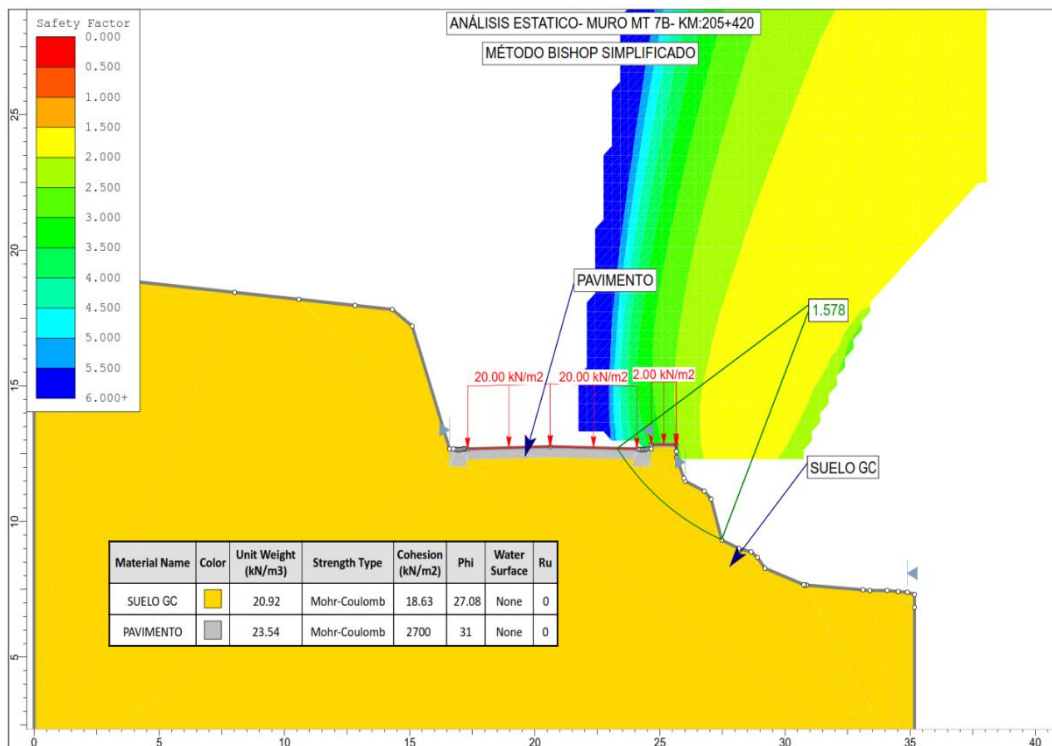 Safety Factor
0.000
0.500
1.000
1.500
2.000
2.500
3.000
3.500
4.000
4.500
5.000
5.500
6.000+
ANÁLISIS ESTATICO- MURO MT 7B- KM:205+420
MÉTODO BISHOP SIMPLIFICADO
PAVIMENTO
1.578
20.00 kN/m2
20.00 kN/m2
2.00 kN/m2
SUELO GC
Material Name Color Unit Weight (kN/m3) Strength Type Cohesion (kN/m2) Phi Water Surface Ru
SUELO GC 20.92 Mohr-Coulomb 18.63 27.08 None 0
PAVIMENTO 23.54 Mohr-Coulomb 2700 31 None 0
25
20
15
10
5
0 5 10 15 20 25 30 35 40